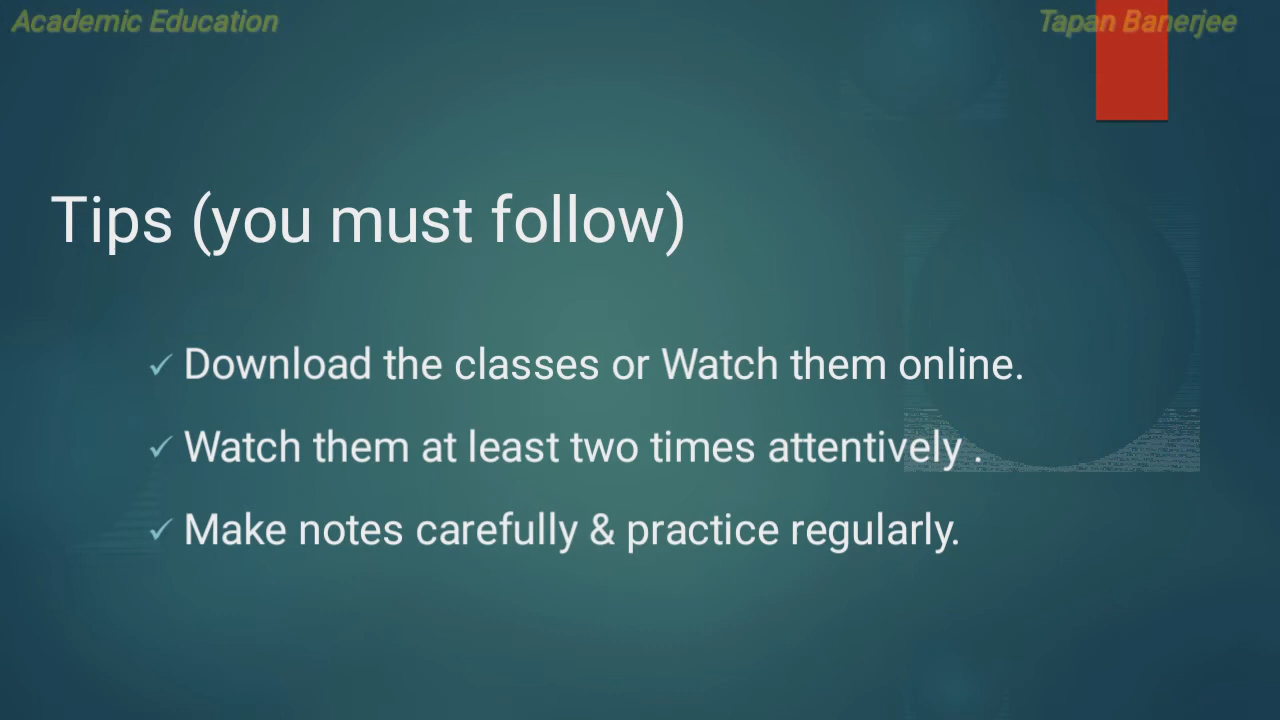 Academic Education
Tapan Banerjee
Tips (you must follow)
✓ Download the classes or Watch them online.
✓ Watch them at least two times attentively .
✓ Make notes carefully & practice regularly.